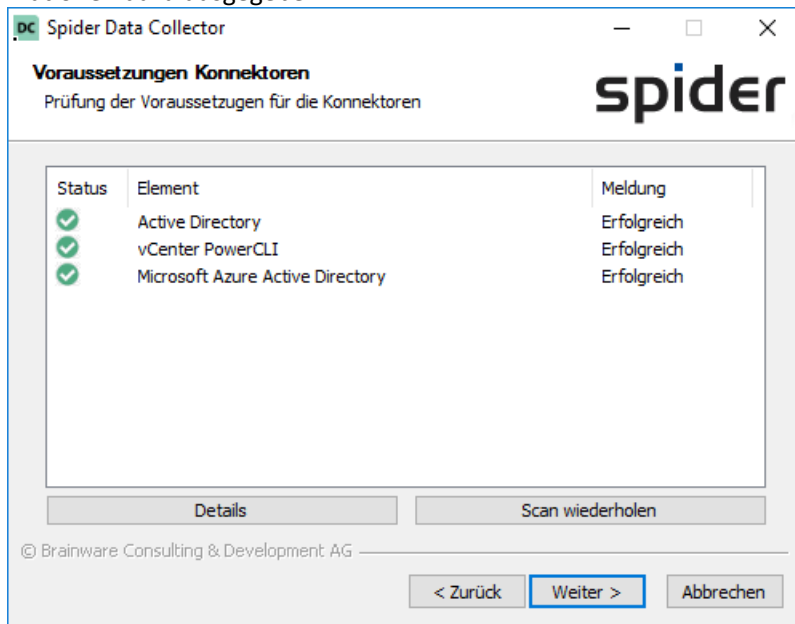 DC Spider Data Collector
Voraussetzungen Konnektoren
Prüfung der Voraussetzugen für die Konnektoren
spider
Status Element Meldung
Active Directory Erfolgreich
vCenter PowerCLI Erfolgreich
Microsoft Azure Active Directory Erfolgreich
Details Scan wiederholen
© Brainware Consulting & Development AG
< Zurück Weiter > Abbrechen